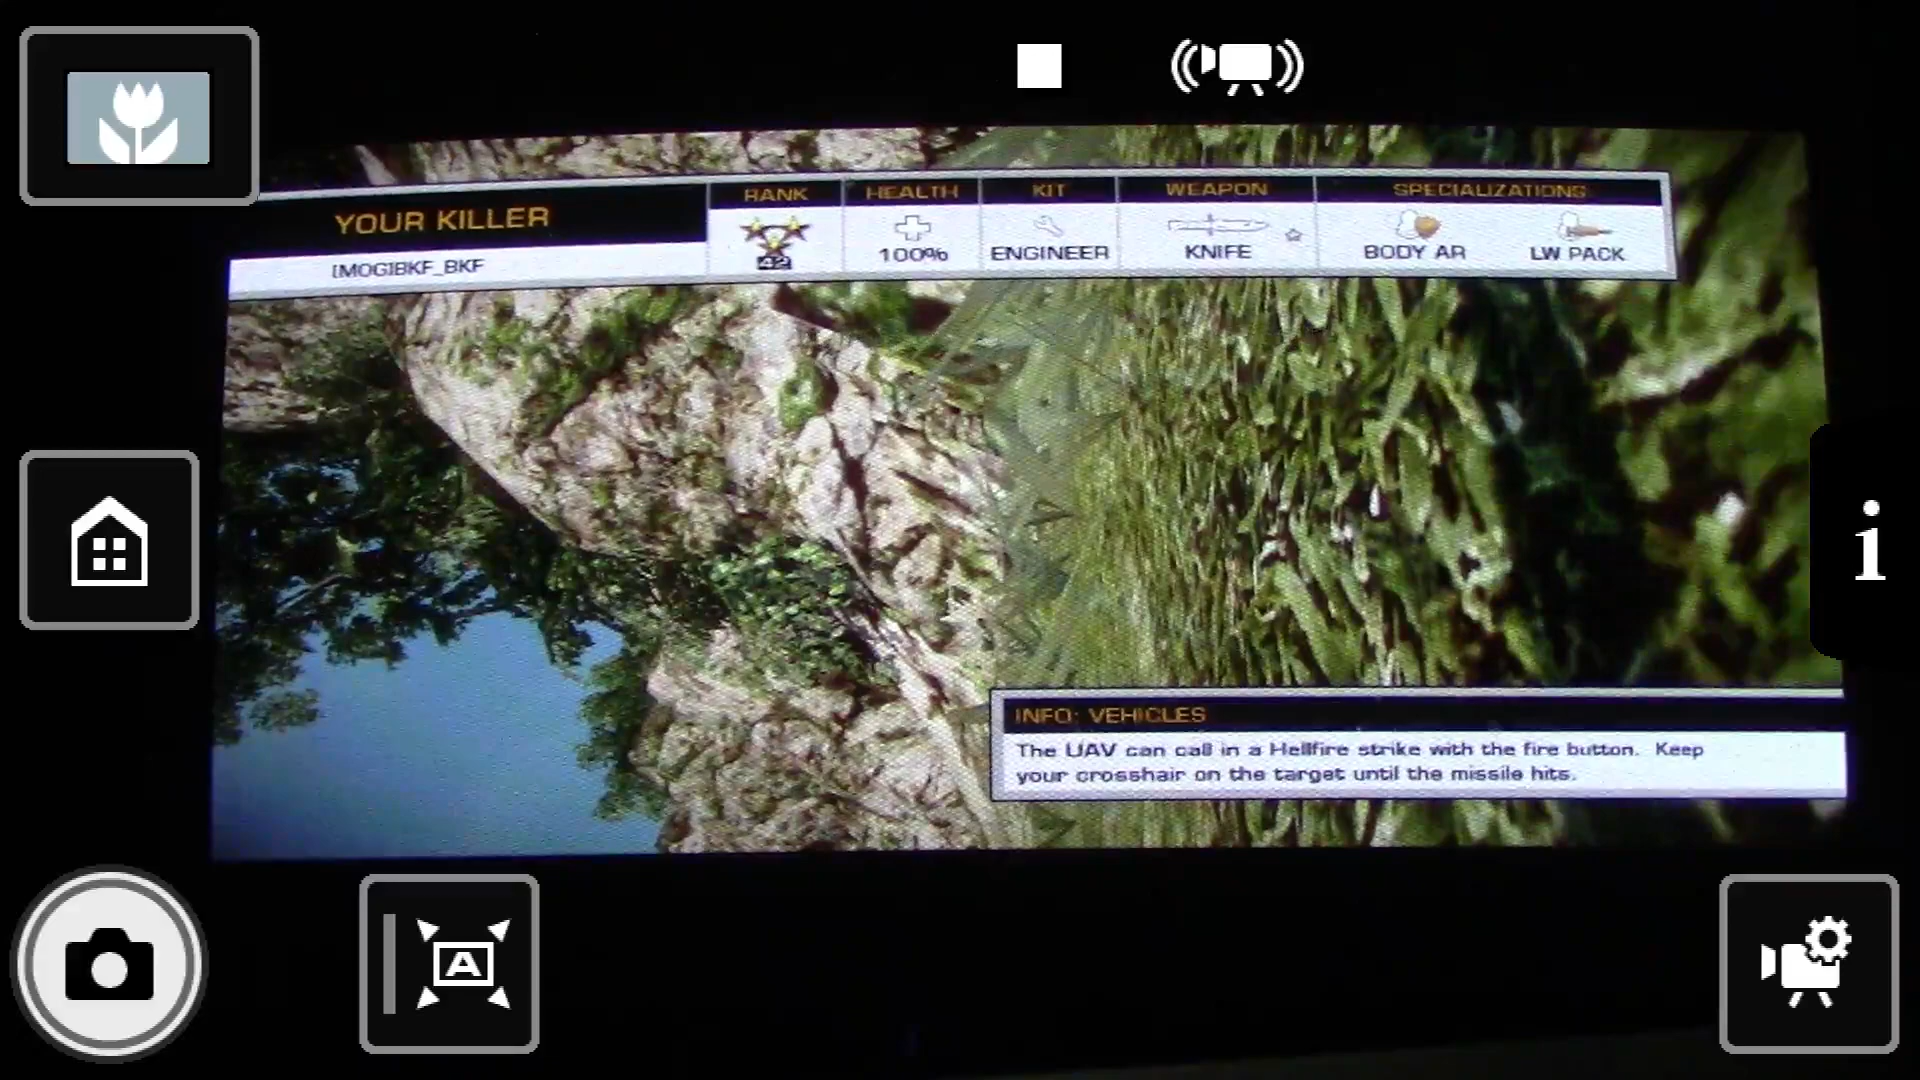 YOUR KILLER
[MOG]BKF_BKF
RANK
42
HEALTH
100%
KIT
ENGINEER
WEAPON
KNIFE
SPECIALIZATIONS
BODY AR
LW PACK
i
INFO: VEHICLES
The UAV can call in a Hellfire strike with the fire button. Keep
your crosshair on the target until the missile hits.
A